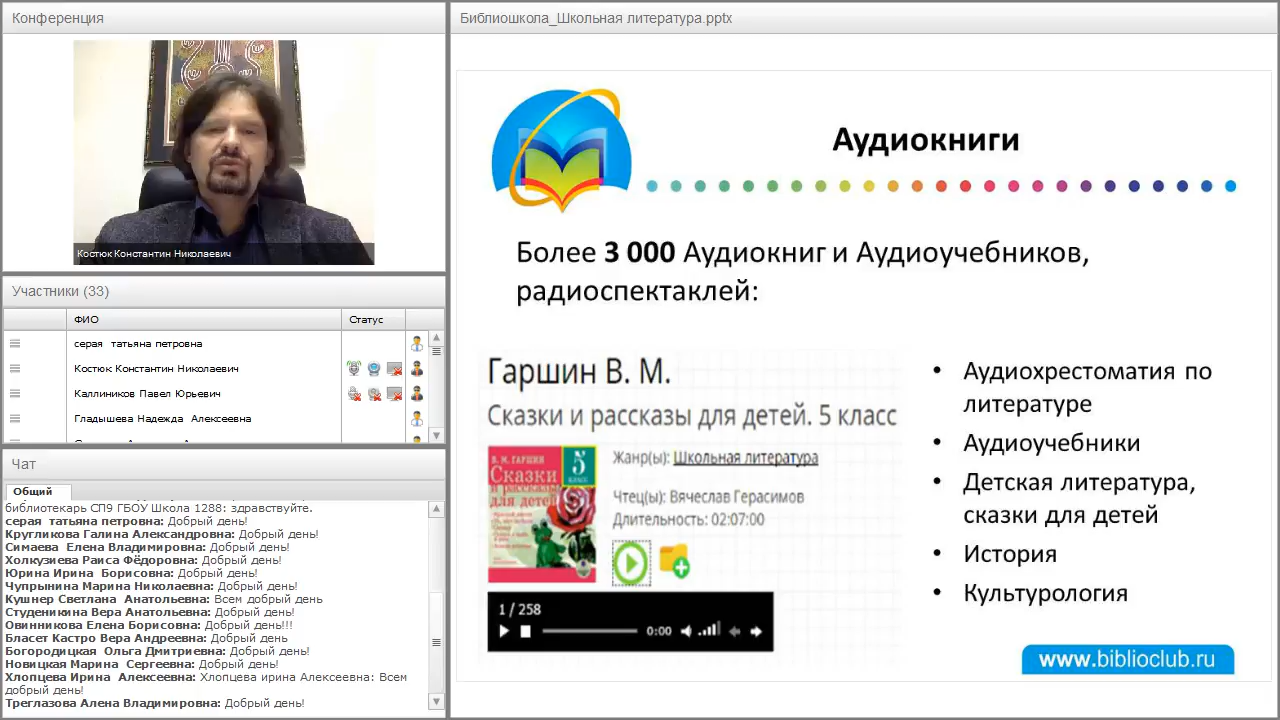 Конференция
Костюк Константин Николаевич
Участники (33)
ФИО Статус
серая татьяна петровна
Костюк Константин Николаевич
Каллиников Павел Юрьевич
Гладышева Надежда Алексеевна
Чат
Общий
библиотекарь СП9 ГБОУ Школа 1288: здравствуйте.
серая татьяна петровна: Добрый день!
Кругликова Галина Александровна: Добрый день!
Симаева Елена Владимировна: Добрый день!
Холкузиева Раиса Фёдоровна: Добрый день!
Юрина Ирина Борисовна: Добрый день!
Чупрынина Марина Николаевна: Добрый день!
Кушнер Светлана Анатольевна: Всем добрый день
Студеникина Вера Анатольевна: Добрый день!
Овинникова Елена Борисовна: Добрый день!!!
Бласет Кастро Вера Андреевна: Добрый день
Богородицкая Ольга Дмитриевна: Добрый день!
Новицкая Марина Сергеевна: Добрый день!
Хлопцева Ирина Алексеевна: Хлопцева ирина Алексеевна: Всем
добрый день!
Треглазова Алена Владимировна: Добрый день!
Библиошкола_Школьная литература.pptx
Аудиокниги
Более 3 000 Аудиокниг и Аудиоучебников,
радиоспектаклей:
Гаршин В. М.
Сказки и рассказы для детей. 5 класс
В. М. ГАРШИН
5
КЛАСС
Сказки
и рассказы
для детей
Жанр(ы): Школьная литература
Чтец(ы): Вячеслав Герасимов
Длительность: 02:07:00
1 / 258
0:00
• Аудиохрестоматия по
литературе
• Аудиоучебники
• Детская литература,
сказки для детей
• История
• Культурология
www.biblioclub.ru